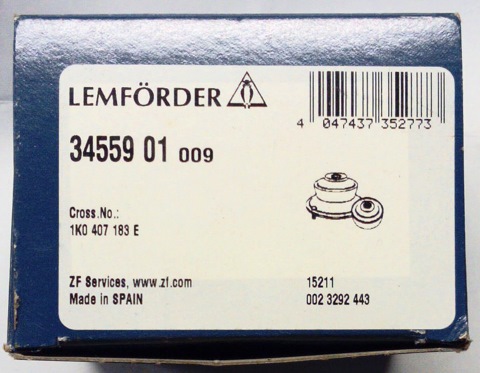 LEMFÖRDER
4 047437 352773
34559 01 009
Cross.No.:
1K0 407 183 E
ZF Services, www.zf.com
Made in SPAIN
15211
002 3292 443